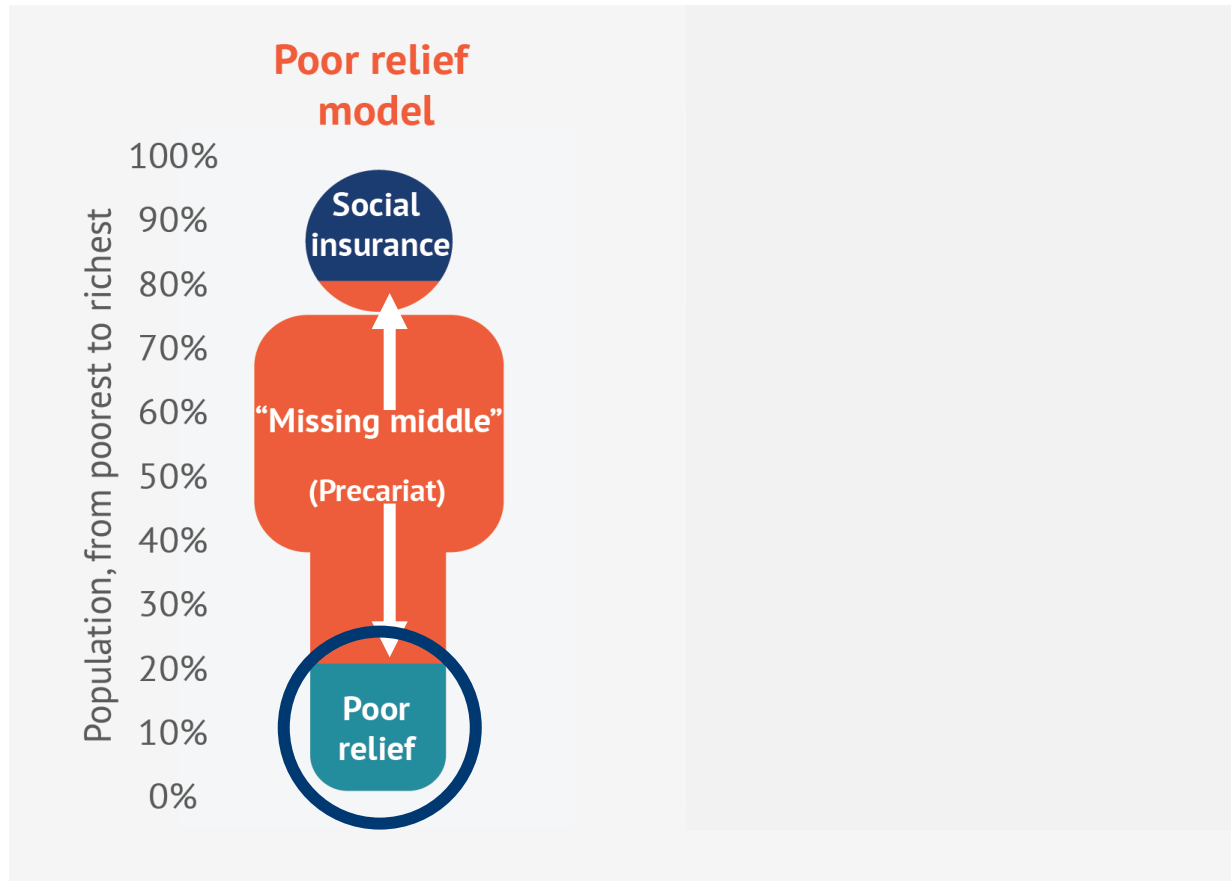 Poor relief
model
100%
90%
80%
70%
60%
50%
40%
30%
20%
10%
0%
Population, from poorest to richest
Social
insurance
“Missing middle”
(Precariat)
Poor
relief